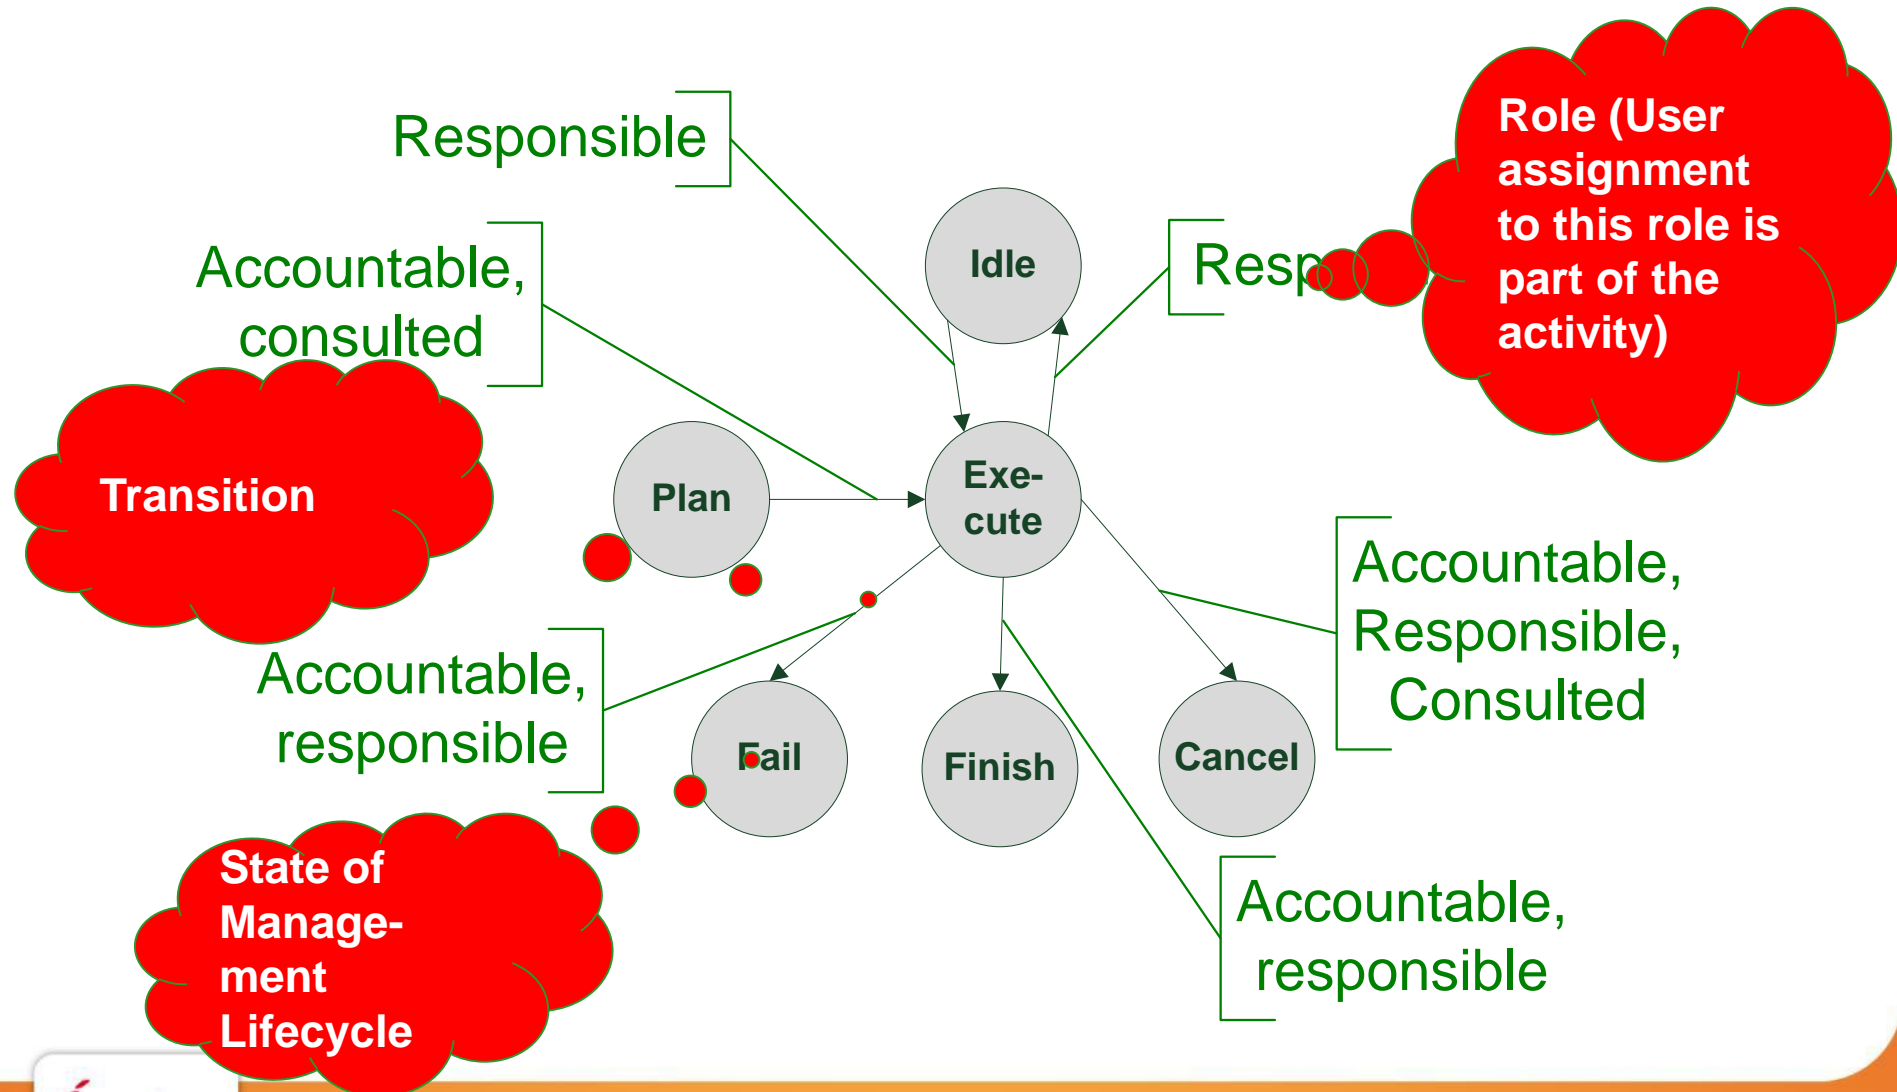 Responsible
Role (User
assignment
to this role is
part of the
activity)
Accountable,
consulted
Idle
Resp
Transition
Plan
Exe-
cute
Accountable,
Responsible,
Consulted
Accountable,
responsible
Fail
Finish
Cancel
State of
Manage-
ment
Lifecycle
Accountable,
responsible